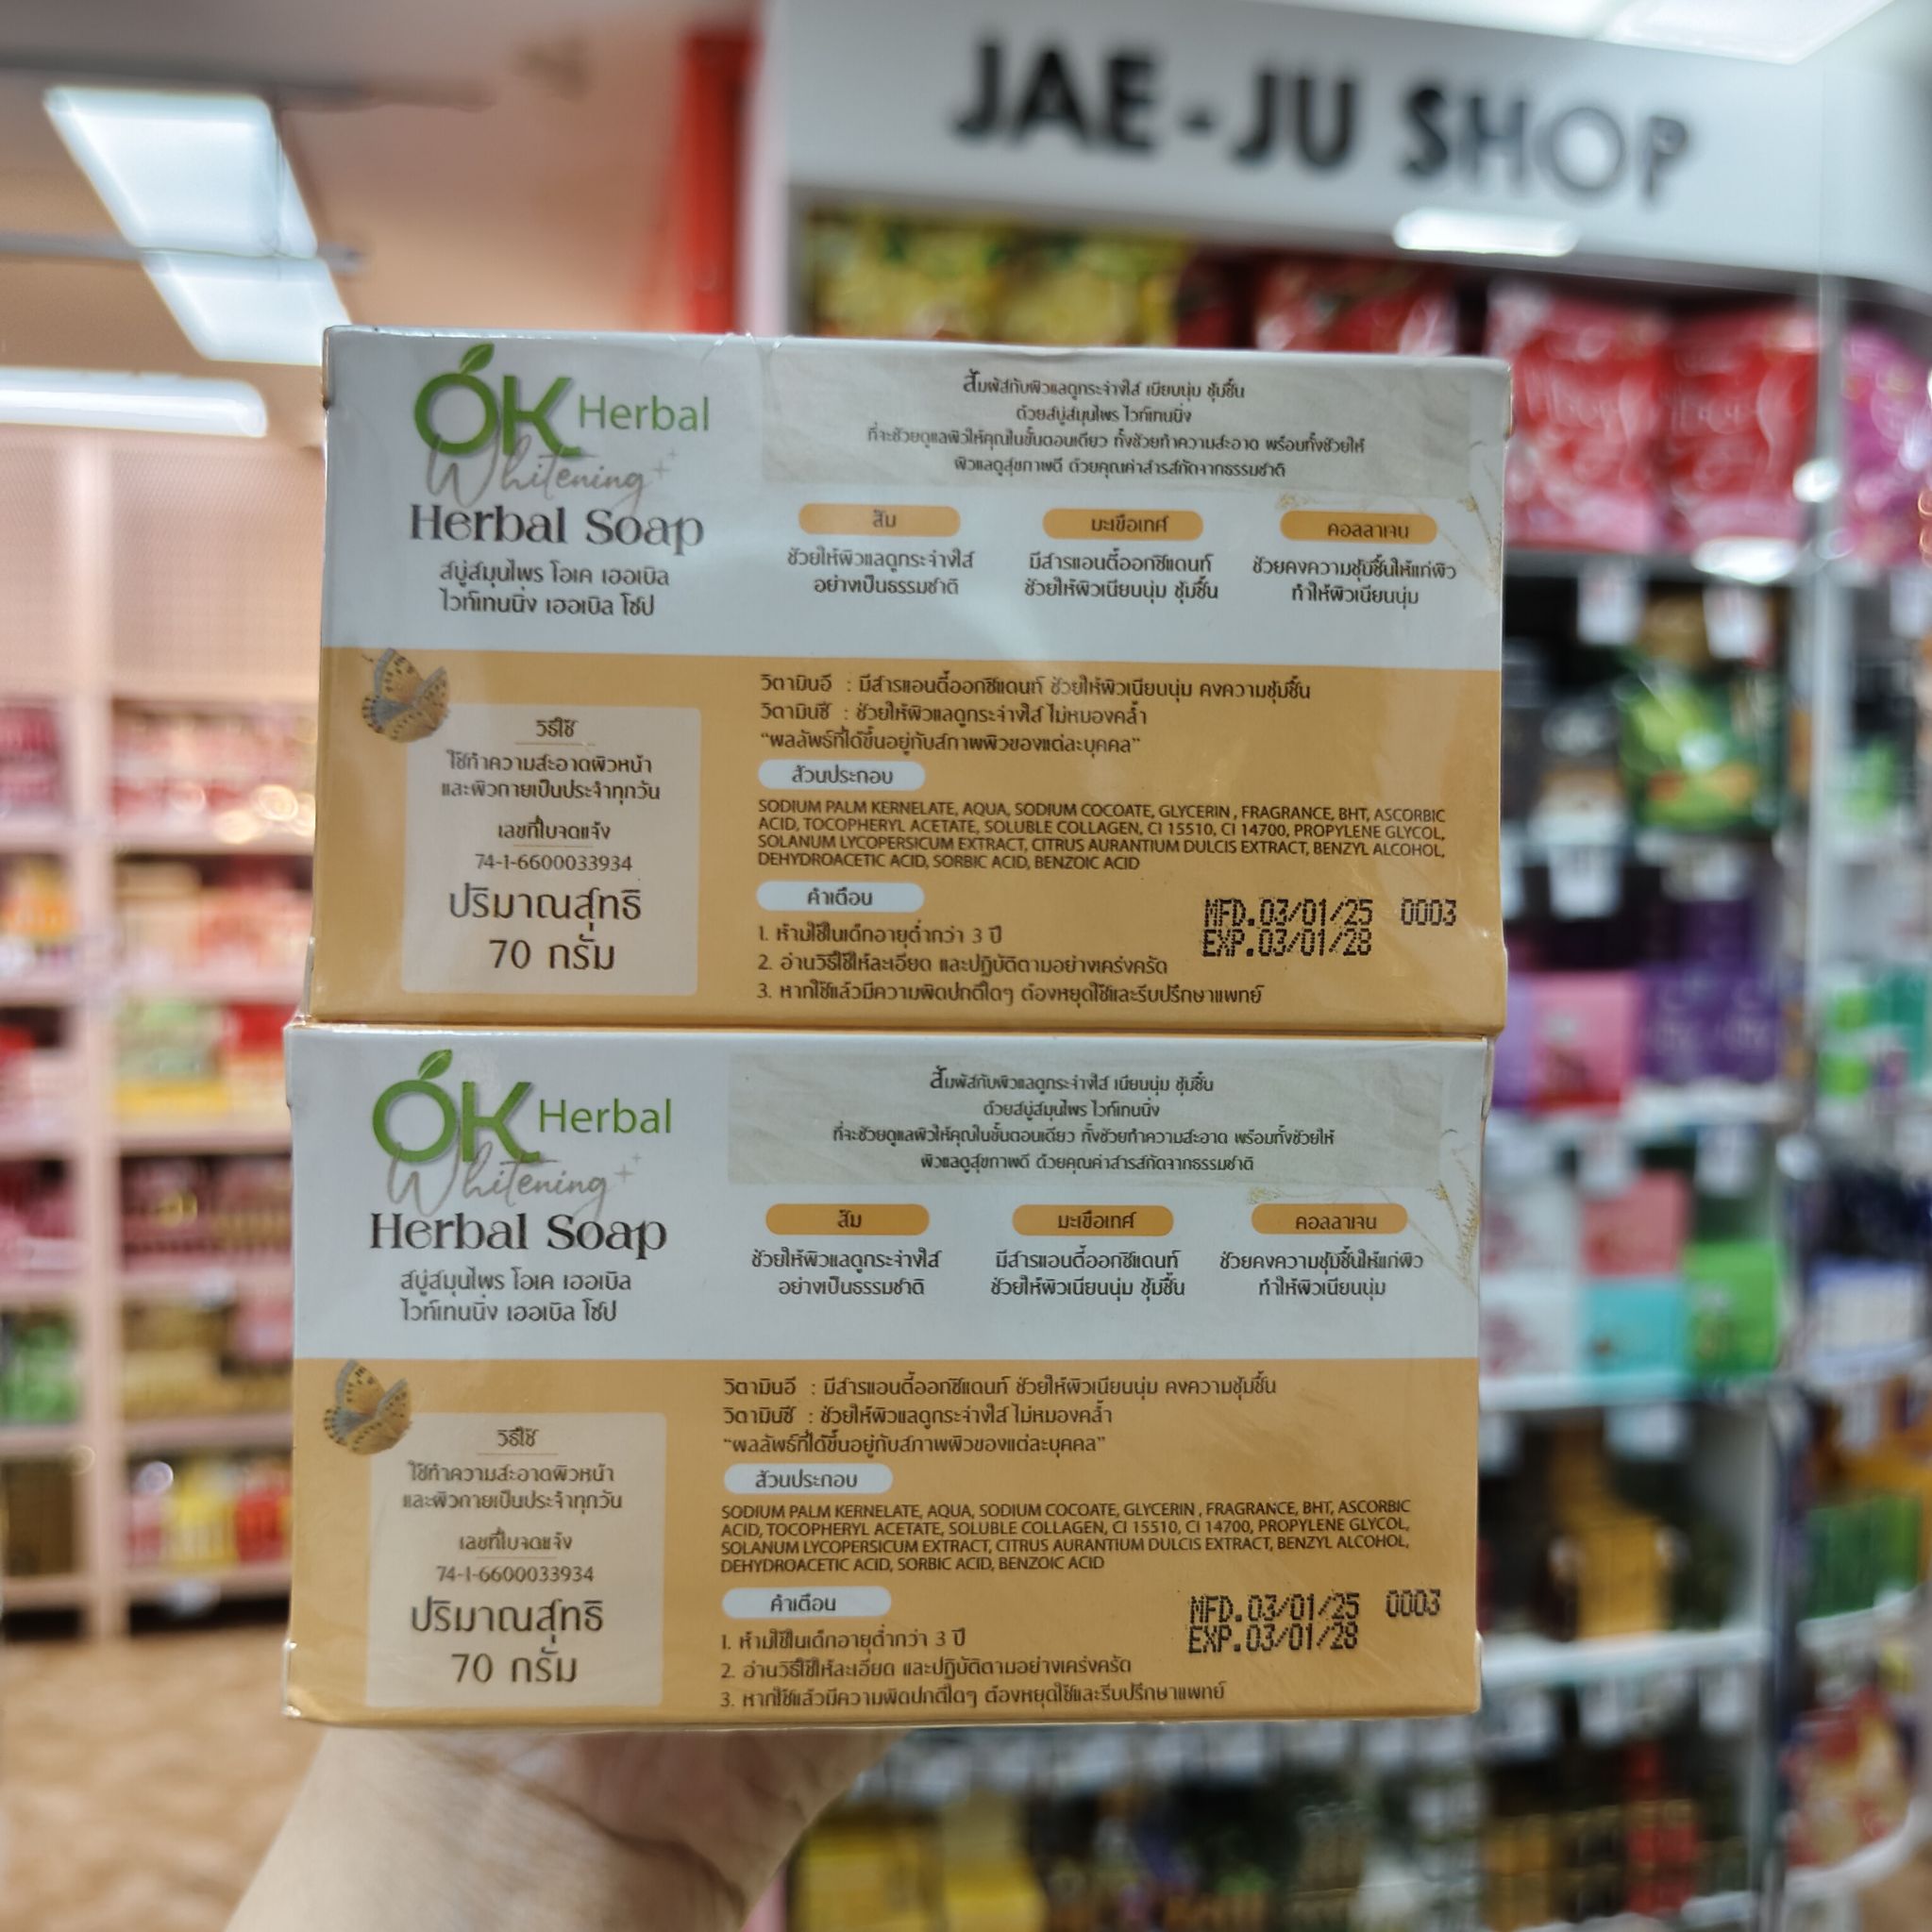 JAE-JU SHOP
OK Herbal
Whitening
Herbal Soap
สบู่สมุนไพร โอเค เฮอเบิล
ไวท์เทนนิ่ง เฮอเบิล โซป
สัมผัสกับผิวแลดูกระจ่างใส เนียนนุ่ม ชุ่มชื้น
ด้วยสบู่สมุนไพร ไวท์เทนนิ่ง
ที่จะช่วยดูแลผิวให้คุณในขั้นตอนเดียว ทั้งช่วยทำความสะอาด พร้อมทั้งช่วยให้
ผิวแลดูสุขภาพดี ด้วยคุณค่าสารสกัดจากธรรมชาติ
ส้ม
ช่วยให้ผิวแลดูกระจ่างใส
อย่างเป็นธรรมชาติ
มะเขือเทศ
มีสารแอนตี้ออกซิแดนท์
ช่วยให้ผิวเนียนนุ่ม ชุ่มชื้น
คอลลาเจน
ช่วยคงความชุ่มชื้นให้แก่ผิว
ทำให้ผิวเนียนนุ่ม
วิธีใช้
ใช้ทำความสะอาดผิวหน้า
และผิวกายเป็นประจำทุกวัน
เลขที่ใบจดแจ้ง
74-1-6600033934
ปริมาณสุทธิ
70 กรัม
วิตามินอี : มีสารแอนตี้ออกซิแดนท์ ช่วยให้ผิวเนียนนุ่ม คงความชุ่มชื้น
วิตามินซี : ช่วยให้ผิวแลดูกระจ่างใส ไม่หมองคล้ำ
“ผลลัพธ์ที่ได้ขึ้นอยู่กับสภาพผิวของแต่ละบุคคล”
ส่วนประกอบ
SODIUM PALM KERNELATE, AQUA, SODIUM COCOATE, GLYCERIN , FRAGRANCE, BHT, ASCORBIC
ACID, TOCOPHERYL ACETATE, SOLUBLE COLLAGEN, CI 15510, CI 14700, PROPYLENE GLYCOL,
SOLANUM LYCOPERSICUM EXTRACT, CITRUS AURANTIUM DULCIS EXTRACT, BENZYL ALCOHOL,
DEHYDROACETIC ACID, SORBIC ACID, BENZOIC ACID
คำเตือน
1. ห้ามใช้ในเด็กอายุต่ำกว่า 3 ปี
2. อ่านวิธีใช้ให้ละเอียด และปฏิบัติตามอย่างเคร่งครัด
3. หากใช้แล้วมีความผิดปกติใดๆ ต้องหยุดใช้และรีบปรึกษาแพทย์
MFD.03/01/25 0003
EXP.03/01/28
OK Herbal
Whitening
Herbal Soap
สบู่สมุนไพร โอเค เฮอเบิล
ไวท์เทนนิ่ง เฮอเบิล โซป
สัมผัสกับผิวแลดูกระจ่างใส เนียนนุ่ม ชุ่มชื้น
ด้วยสบู่สมุนไพร ไวท์เทนนิ่ง
ที่จะช่วยดูแลผิวให้คุณในขั้นตอนเดียว ทั้งช่วยทำความสะอาด พร้อมทั้งช่วยให้
ผิวแลดูสุขภาพดี ด้วยคุณค่าสารสกัดจากธรรมชาติ
ส้ม
ช่วยให้ผิวแลดูกระจ่างใส
อย่างเป็นธรรมชาติ
มะเขือเทศ
มีสารแอนตี้ออกซิแดนท์
ช่วยให้ผิวเนียนนุ่ม ชุ่มชื้น
คอลลาเจน
ช่วยคงความชุ่มชื้นให้แก่ผิว
ทำให้ผิวเนียนนุ่ม
วิธีใช้
ใช้ทำความสะอาดผิวหน้า
และผิวกายเป็นประจำทุกวัน
เลขที่ใบจดแจ้ง
74-1-6600033934
ปริมาณสุทธิ
70 กรัม
วิตามินอี : มีสารแอนตี้ออกซิแดนท์ ช่วยให้ผิวเนียนนุ่ม คงความชุ่มชื้น
วิตามินซี : ช่วยให้ผิวแลดูกระจ่างใส ไม่หมองคล้ำ
“ผลลัพธ์ที่ได้ขึ้นอยู่กับสภาพผิวของแต่ละบุคคล”
ส่วนประกอบ
SODIUM PALM KERNELATE, AQUA, SODIUM COCOATE, GLYCERIN , FRAGRANCE, BHT, ASCORBIC
ACID, TOCOPHERYL ACETATE, SOLUBLE COLLAGEN, CI 15510, CI 14700, PROPYLENE GLYCOL,
SOLANUM LYCOPERSICUM EXTRACT, CITRUS AURANTIUM DULCIS EXTRACT, BENZYL ALCOHOL,
DEHYDROACETIC ACID, SORBIC ACID, BENZOIC ACID
คำเตือน
1. ห้ามใช้ในเด็กอายุต่ำกว่า 3 ปี
2. อ่านวิธีใช้ให้ละเอียด และปฏิบัติตามอย่างเคร่งครัด
3. หากใช้แล้วมีความผิดปกติใดๆ ต้องหยุดใช้และรีบปรึกษาแพทย์
MFD.03/01/25 0003
EXP.03/01/28